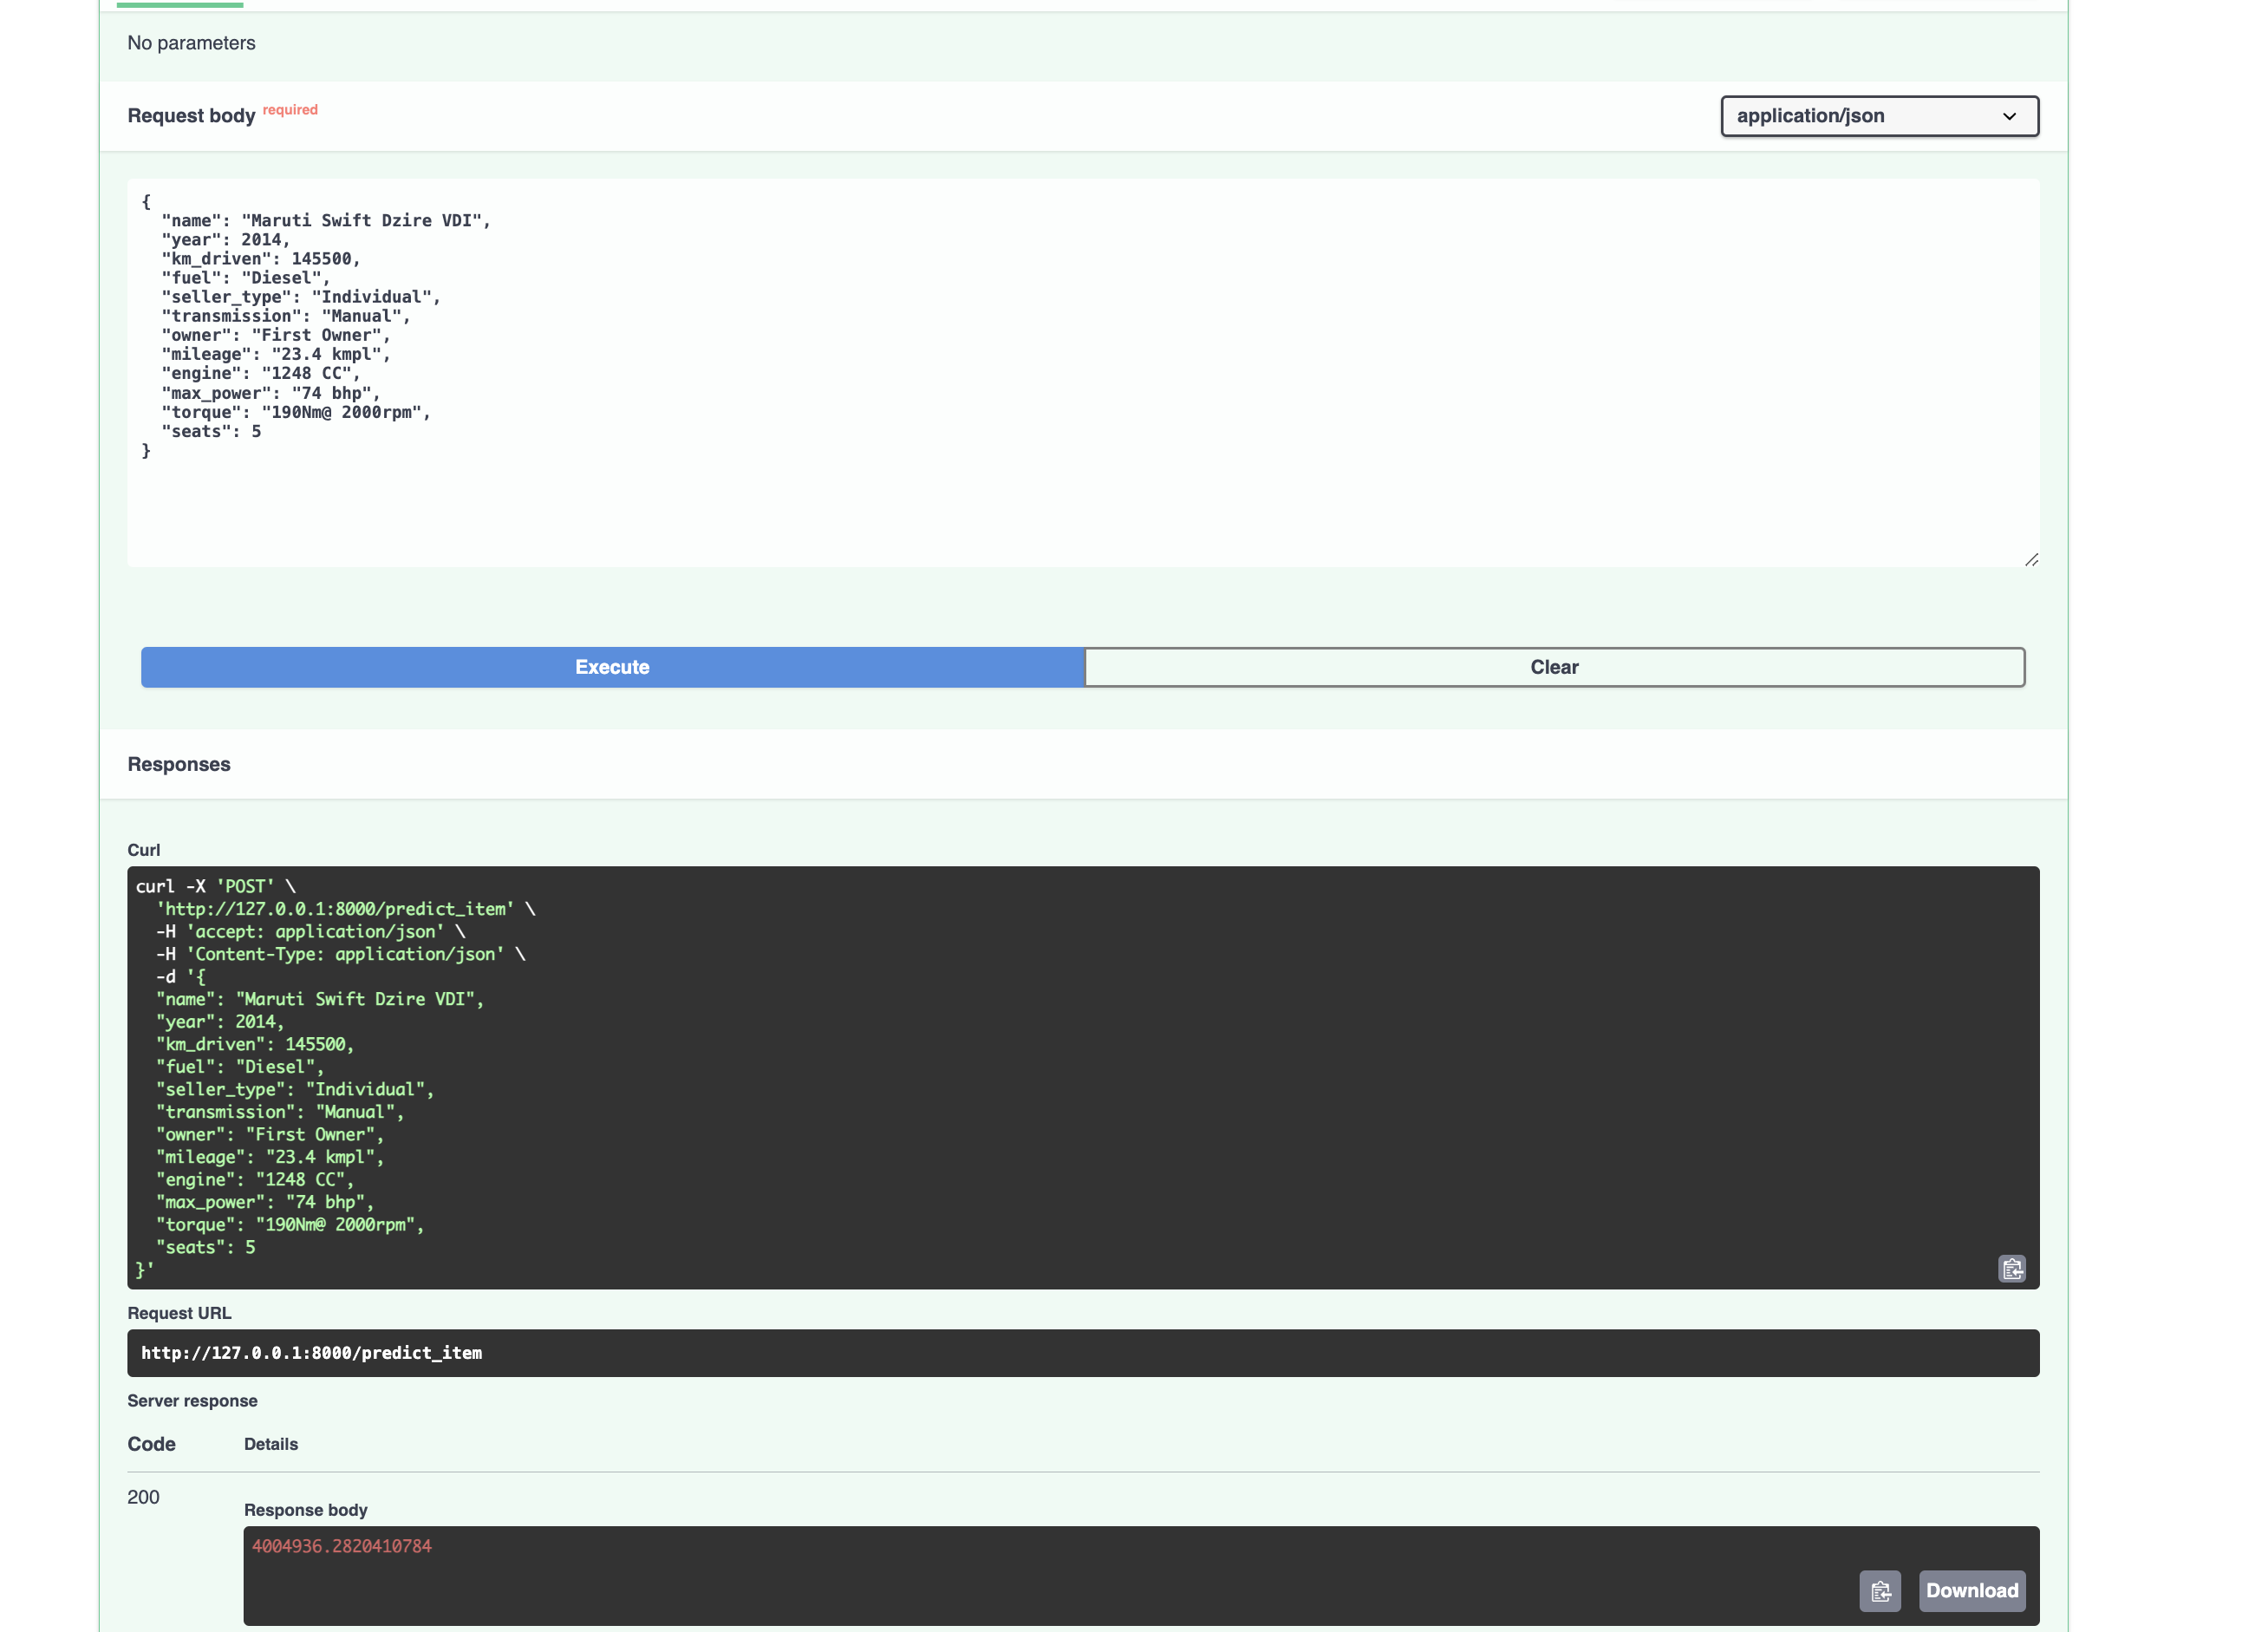 No parameters
Request body required
application/json
{
  "name": "Maruti Swift Dzire VDI",
  "year": 2014,
  "km_driven": 145500,
  "fuel": "Diesel",
  "seller_type": "Individual",
  "transmission": "Manual",
  "owner": "First Owner",
  "mileage": "23.4 kmpl",
  "engine": "1248 CC",
  "max_power": "74 bhp",
  "torque": "190Nm@ 2000rpm",
  "seats": 5
}
Execute
Clear
Responses
Curl
curl -X 'POST' \
  'http://127.0.0.1:8000/predict_item' \
  -H 'accept: application/json' \
  -H 'Content-Type: application/json' \
  -d '{
  "name": "Maruti Swift Dzire VDI",
  "year": 2014,
  "km_driven": 145500,
  "fuel": "Diesel",
  "seller_type": "Individual",
  "transmission": "Manual",
  "owner": "First Owner",
  "mileage": "23.4 kmpl",
  "engine": "1248 CC",
  "max_power": "74 bhp",
  "torque": "190Nm@ 2000rpm",
  "seats": 5
}'
Request URL
http://127.0.0.1:8000/predict_item
Server response
Code Details
200
Response body
4004936.2820410784
Download